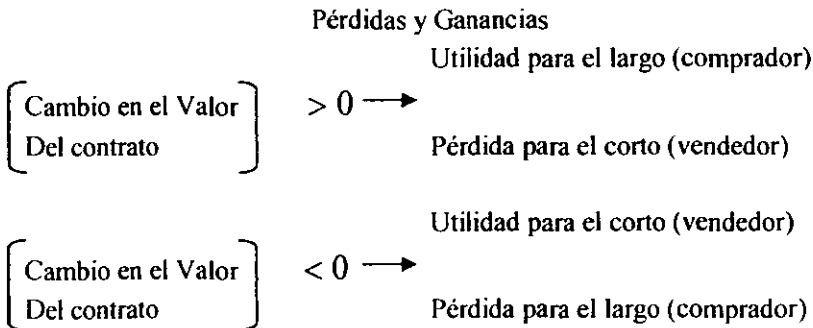 Pérdidas y Ganancias
Utilidad para el largo (comprador)
Cambio en el Valor > 0
Del contrato
Pérdida para el corto (vendedor)
Utilidad para el corto (vendedor)
Cambio en el Valor < 0
Del contrato
Pérdida para el largo (comprador)